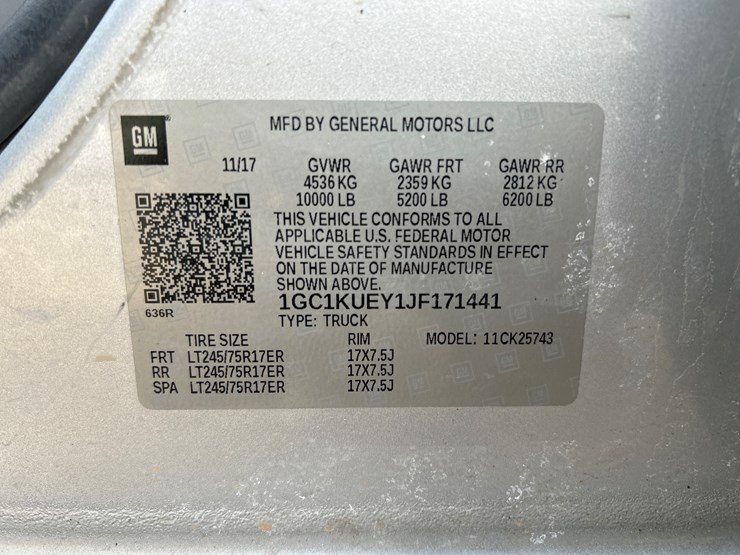 GM
MFD BY GENERAL MOTORS LLC
11/17 GVWR GAWR FRT GAWR RR
4536 KG 2359 KG 2812 KG
10000 LB 5200 LB 6200 LB
THIS VEHICLE CONFORMS TO ALL
APPLICABLE U.S. FEDERAL MOTOR
VEHICLE SAFETY STANDARDS IN EFFECT
ON THE DATE OF MANUFACTURE
SHOWN ABOVE.
1GC1KUEY1JF171441
636R
TYPE: TRUCK
TIRE SIZE RIM MODEL: 11CK25743
FRT LT245/75R17ER 17X7.5J
RR LT245/75R17ER 17X7.5J
SPA LT245/75R17ER 17X7.5J